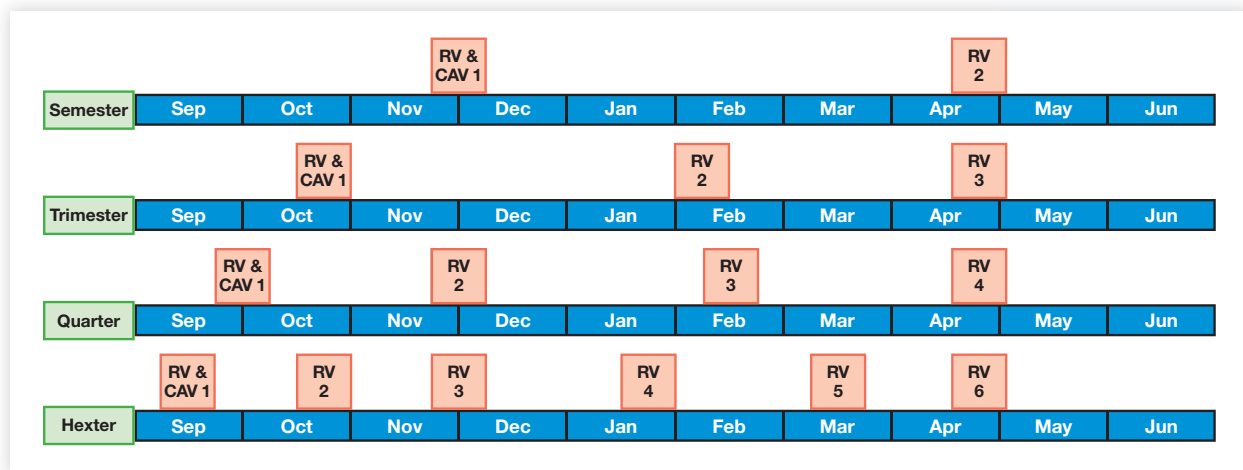 RV &
CAV 1
RV
2
Semester Sep Oct Nov Dec Jan Feb Mar Apr May Jun
RV &
CAV 1
RV
2
RV
3
Trimester Sep Oct Nov Dec Jan Feb Mar Apr May Jun
RV &
CAV 1
RV
2
RV
3
RV
4
Quarter Sep Oct Nov Dec Jan Feb Mar Apr May Jun
RV &
CAV 1
RV
2
RV
3
RV
4
RV
5
RV
6
Hexter Sep Oct Nov Dec Jan Feb Mar Apr May Jun